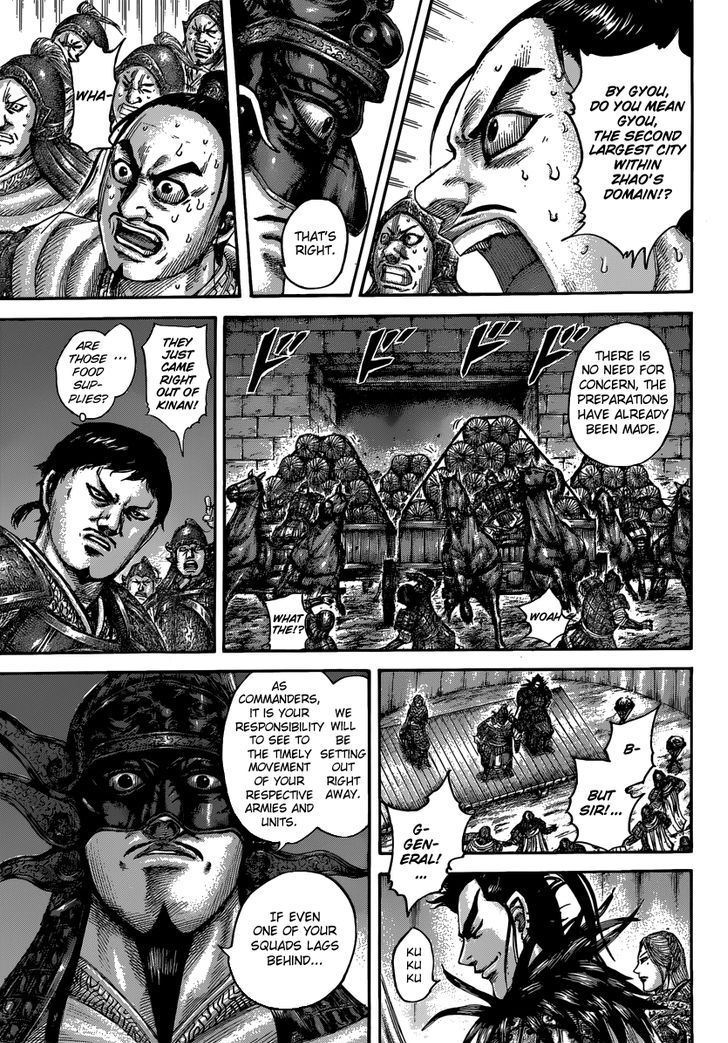 BY GYOU,
DO YOU MEAN
GYOU,
THE SECOND
LARGEST CITY
WITHIN
ZHAO'S
DOMAIN!?
THAT'S
RIGHT.
WHA-
THERE IS
NO NEED FOR
CONCERN, THE
PREPARATIONS
HAVE ALREADY
BEEN MADE.
ドドドド
WOAH
WHAT
THE!?
THEY
JUST
CAME
RIGHT
OUT OF
KINAN!
...
ARE
THOSE
FOOD
SUP-
PLIES?
B-
BUT
SIR!...
G-
GEN-
ERAL!
...
WE
WILL
BE
SETTING
OUT
RIGHT
AWAY.
AS
COMMANDERS,
IT IS YOUR
RESPONSIBILITY
TO SEE TO
THE TIMELY
MOVEMENT
OF YOUR
RESPECTIVE
ARMIES AND
UNITS.
KU
KU
KU
IF EVEN
ONE OF YOUR
SQUADS LAGS
BEHIND...